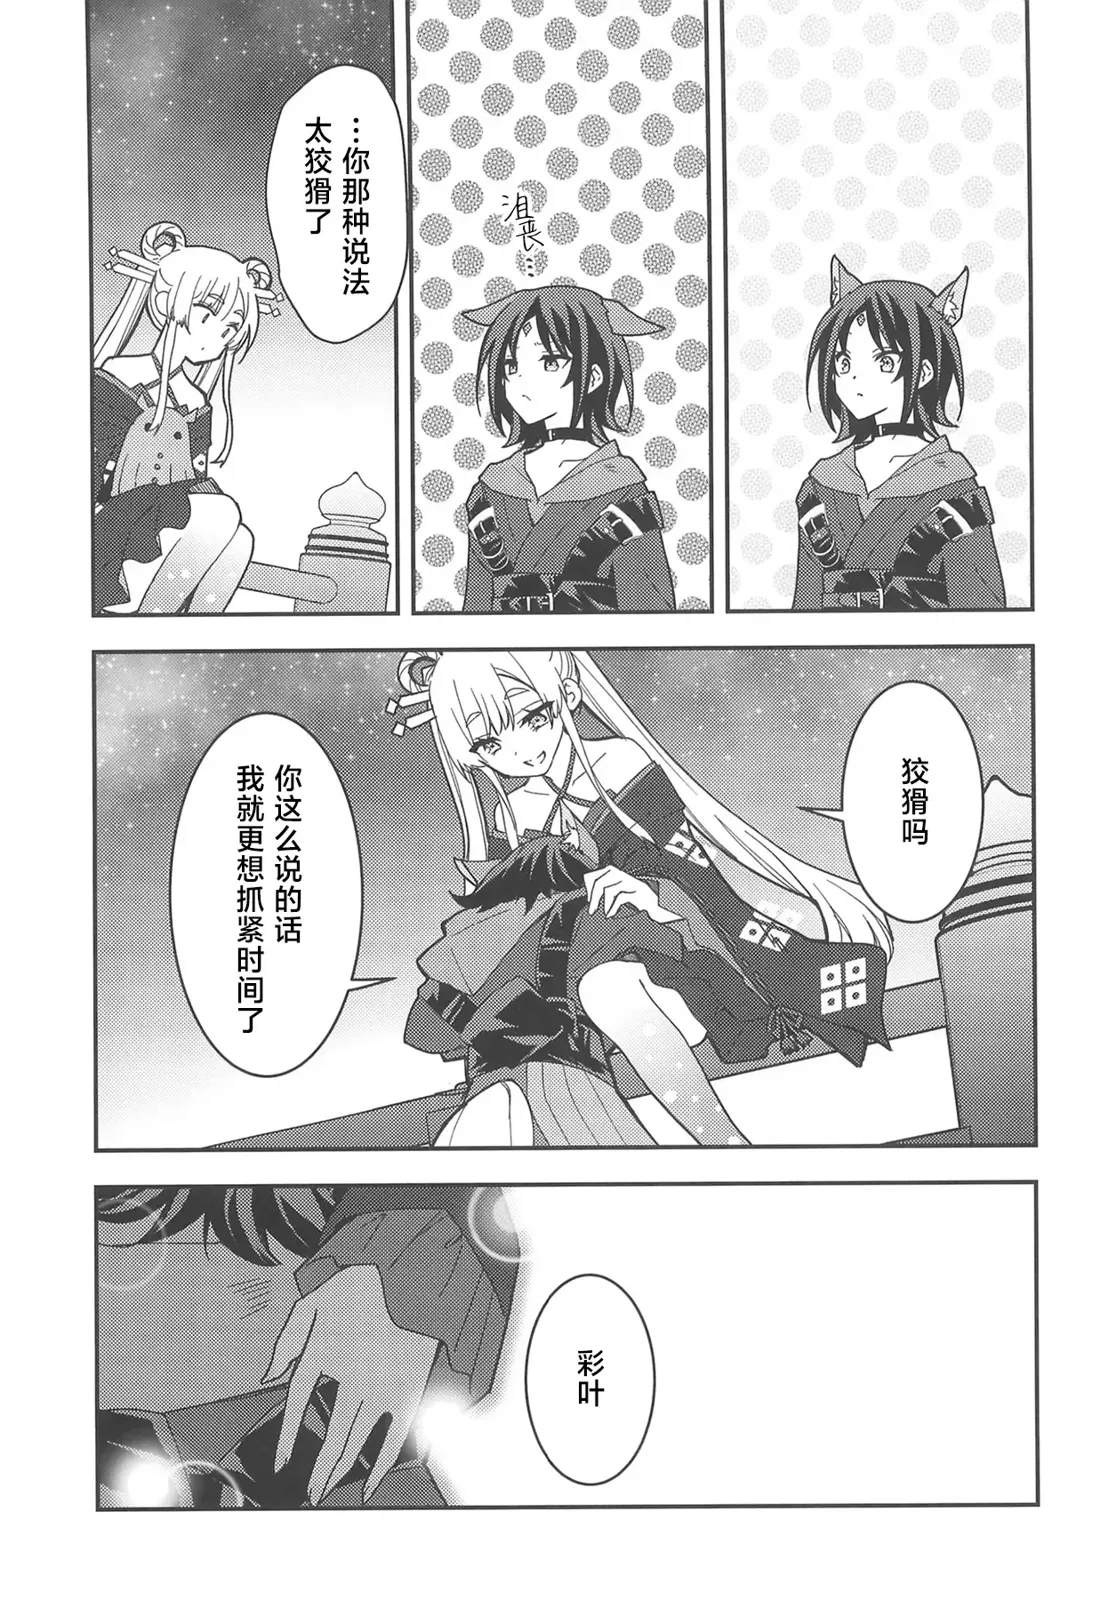 沮丧…
…你那种说法
太狡猾了
狡猾吗
你这么说的话
我就更想抓紧时间了
彩叶